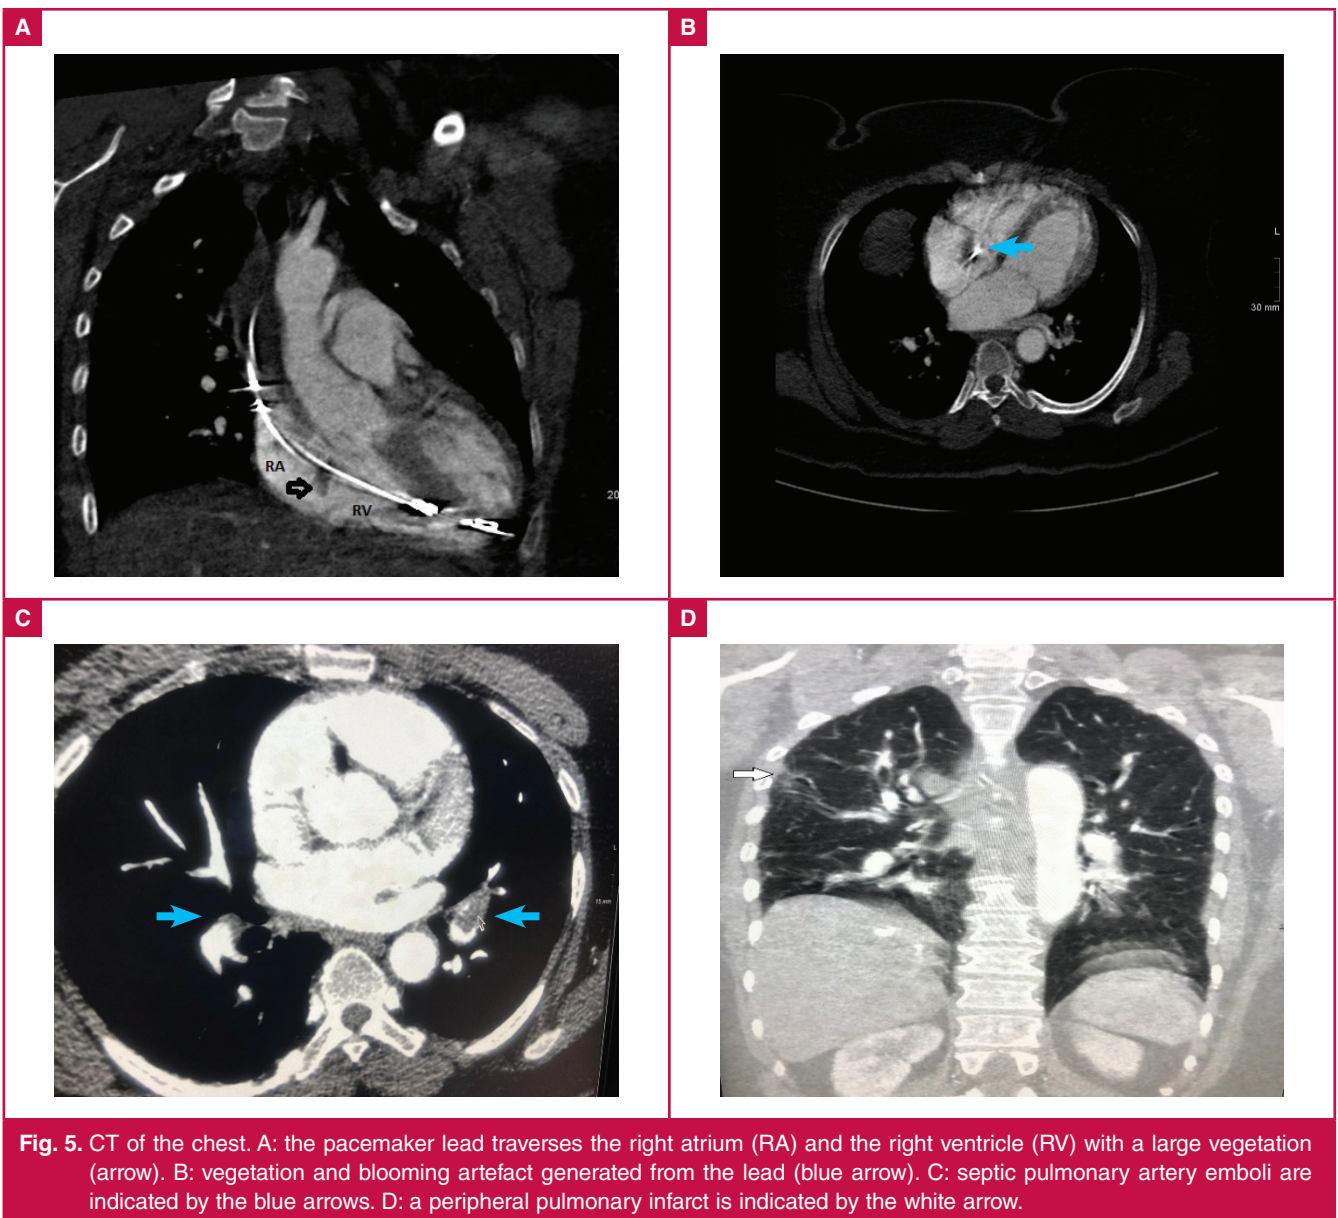 A
B
RA
RV
20
L
30 mm
C
D
L
15 mm
Fig. 5. CT of the chest. A: the pacemaker lead traverses the right atrium (RA) and the right ventricle (RV) with a large vegetation
(arrow). B: vegetation and blooming artefact generated from the lead (blue arrow). C: septic pulmonary artery emboli are
indicated by the blue arrows. D: a peripheral pulmonary infarct is indicated by the white arrow.